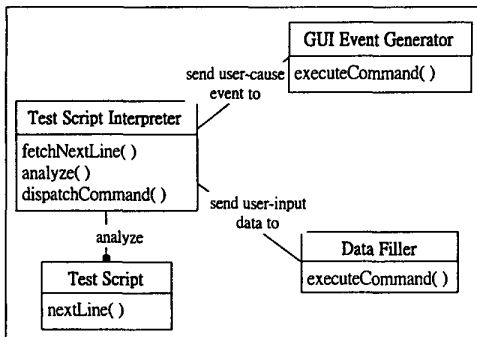 GUI Event Generator
executeCommand( )
send user-cause
event to
Test Script Interpreter
fetchNextLine( )
analyze( )
dispatchCommand( )
send user-input
data to
analyze
Data Filler
executeCommand( )
Test Script
nextLine( )